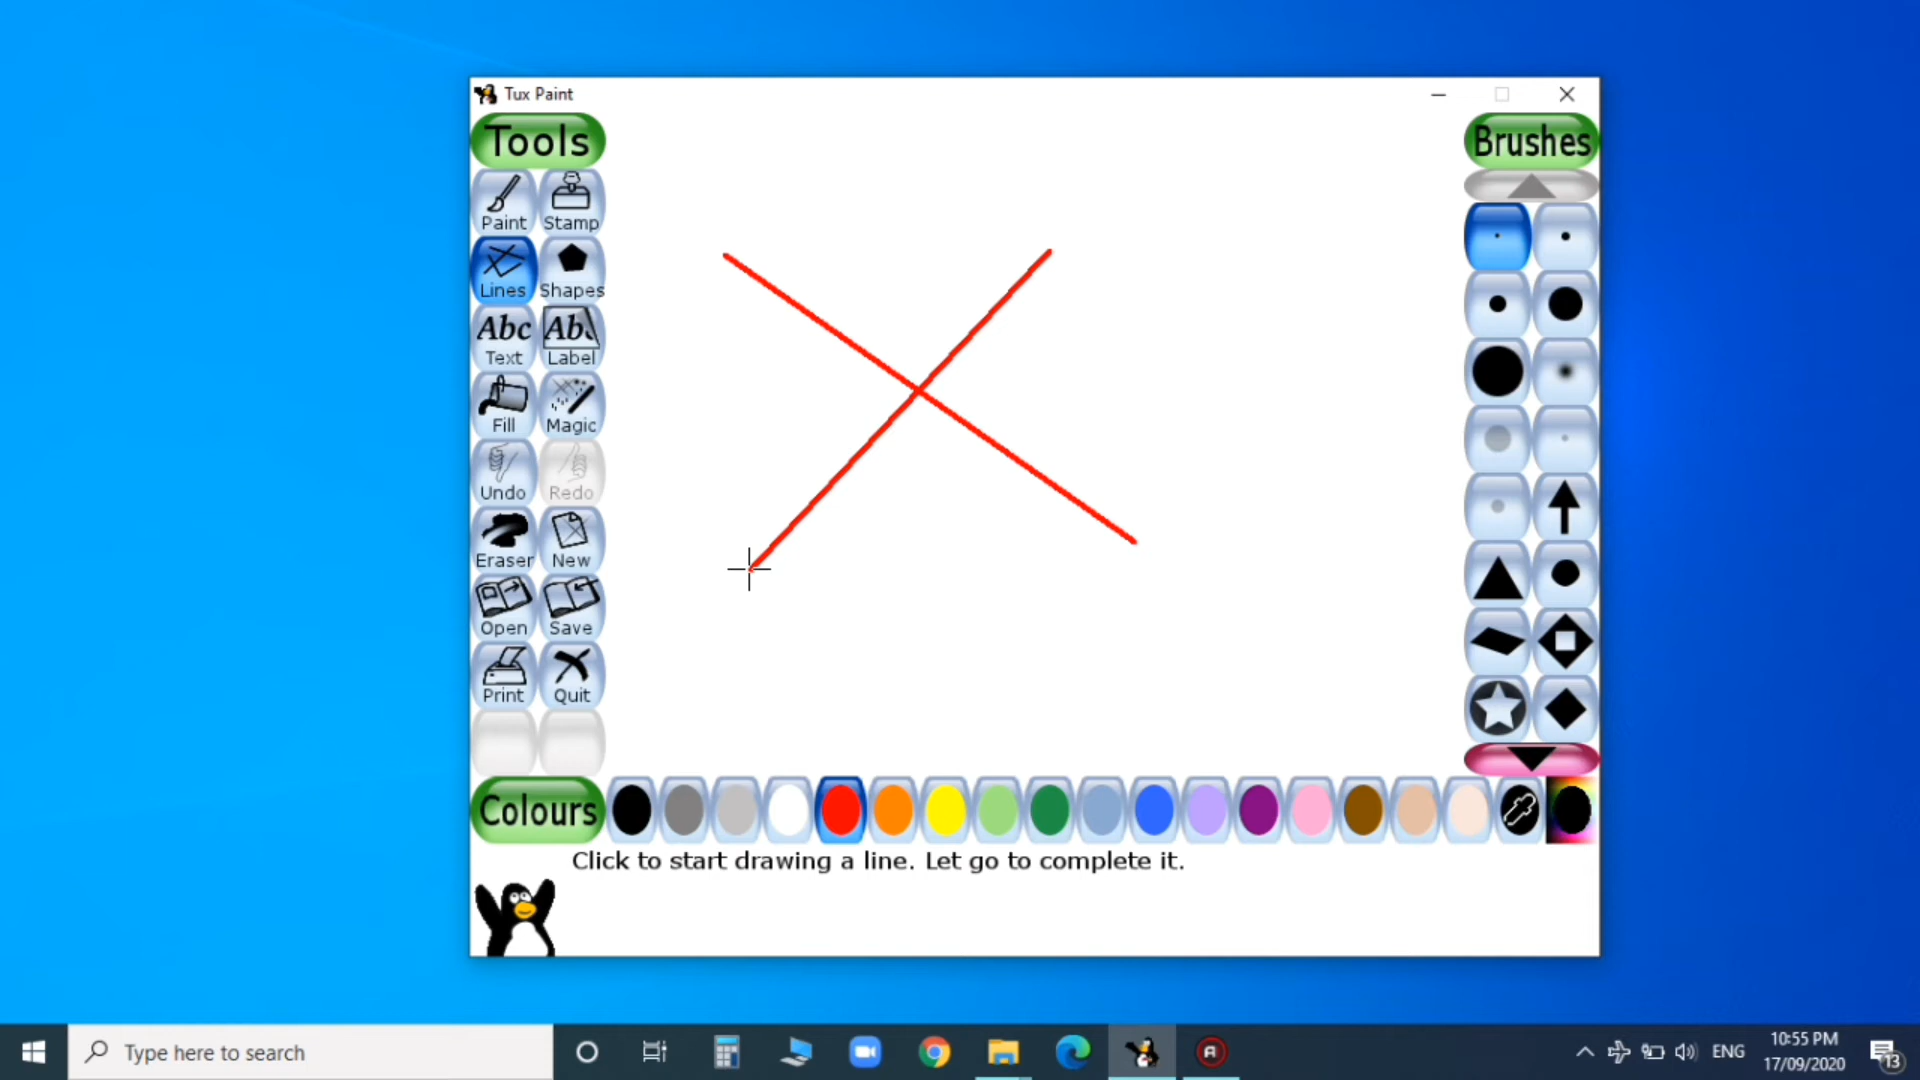 Tux Paint
Tools
Brushes
Paint Stamp
Lines Shapes
Abc Abc
Text Label
Fill Magic
Undo Redo
Eraser New
Open Save
Print Quit
Colours
Click to start drawing a line. Let go to complete it.
Type here to search
ENG
10:55 PM
17/09/2020
13